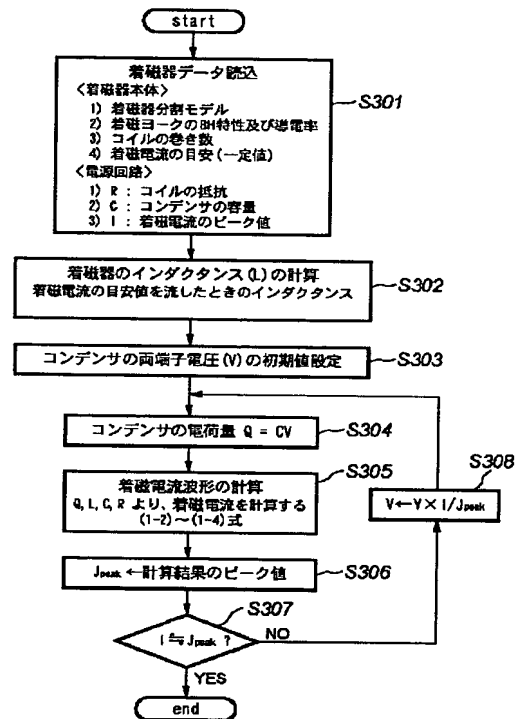 start
着磁器データ読込
S301
<着磁器本体>
1) 着磁器分割モデル
2) 着磁ヨークのBH特性及び導電率
3) コイルの巻き数
4) 着磁電流の目安(一定値)
<電源回路>
1) R : コイルの抵抗
2) C : コンデンサの容量
3) I : 着磁電流のピーク値
着磁器のインダクタンス(L)の計算
着磁電流の目安値を流したときのインダクタンス
S302
コンデンサの両端子電圧(V)の初期値設定
S303
コンデンサの電荷量 Q = CV
S304
着磁電流波形の計算
Q, L, C, R より、着磁電流を計算する
(1-2)～(1-4)式
S305
S308
V←V×I/Jpeak
Jpeak ←計算結果のピーク値
S306
S307
I≒Jpeak ?
NO
YES
end